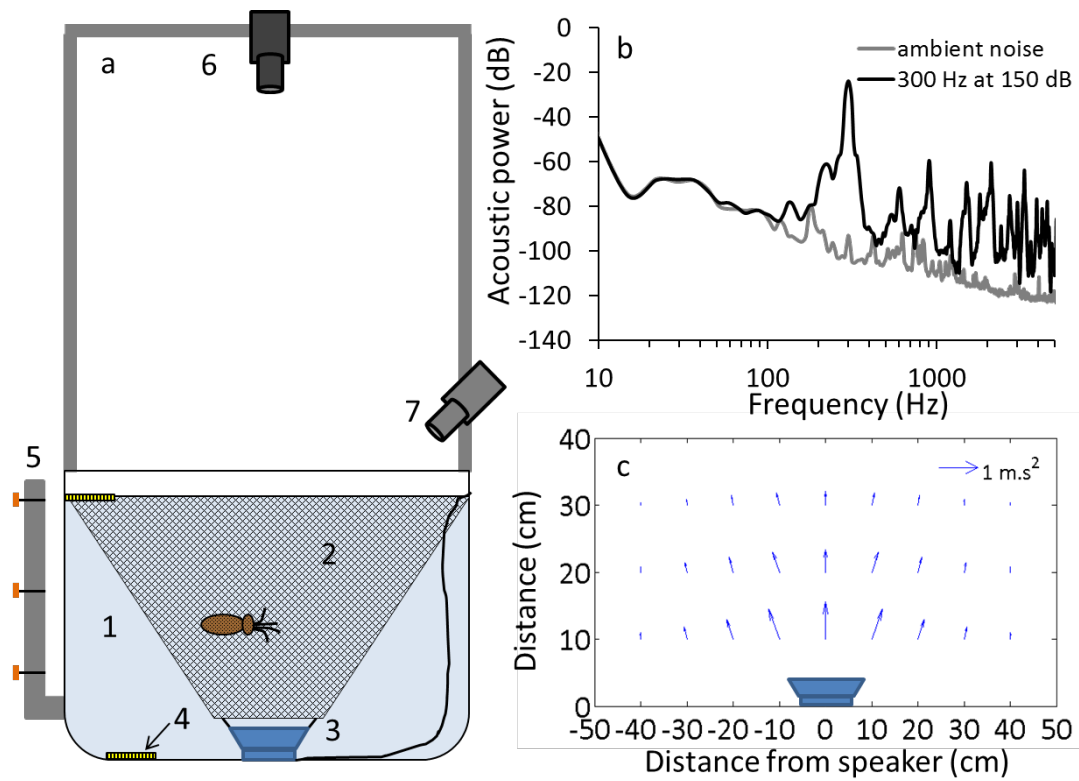 a
6
7
5
2
1
4
3
b
ambient noise
300 Hz at 150 dB
Acoustic power (dB)
0
-20
-40
-60
-80
-100
-120
-140
10
100
1000
Frequency (Hz)
c
1 m.s²
Distance (cm)
40
30
20
10
0
-50 -40 -30 -20 -10 0 10 20 30 40 50
Distance from speaker (cm)